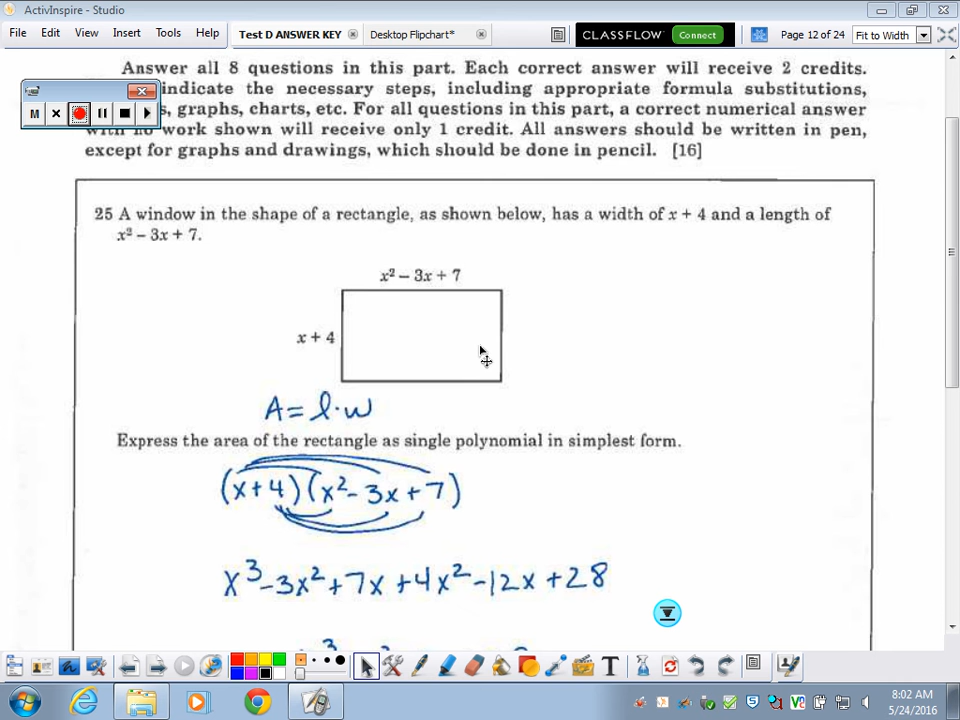 ActivInspire - Studio
File Edit View Insert Tools Help Test D ANSWER KEY Desktop Flipchart* CLASSFLOW Connect Page 12 of 24 Fit to Width
Answer all 8 questions in this part. Each correct answer will receive 2 credits.
indicate the necessary steps, including appropriate formula substitutions,
graphs, charts, etc. For all questions in this part, a correct numerical answer
with no work shown will receive only 1 credit. All answers should be written in pen,
except for graphs and drawings, which should be done in pencil. [16]
M
25 A window in the shape of a rectangle, as shown below, has a width of x + 4 and a length of
x² – 3x + 7.
x² – 3x + 7
x + 4
A = l·w
Express the area of the rectangle as single polynomial in simplest form.
(x+4)(x²-3x+7)
x³-3x²+7x+4x²-12x+28
8:02 AM
5/24/2016